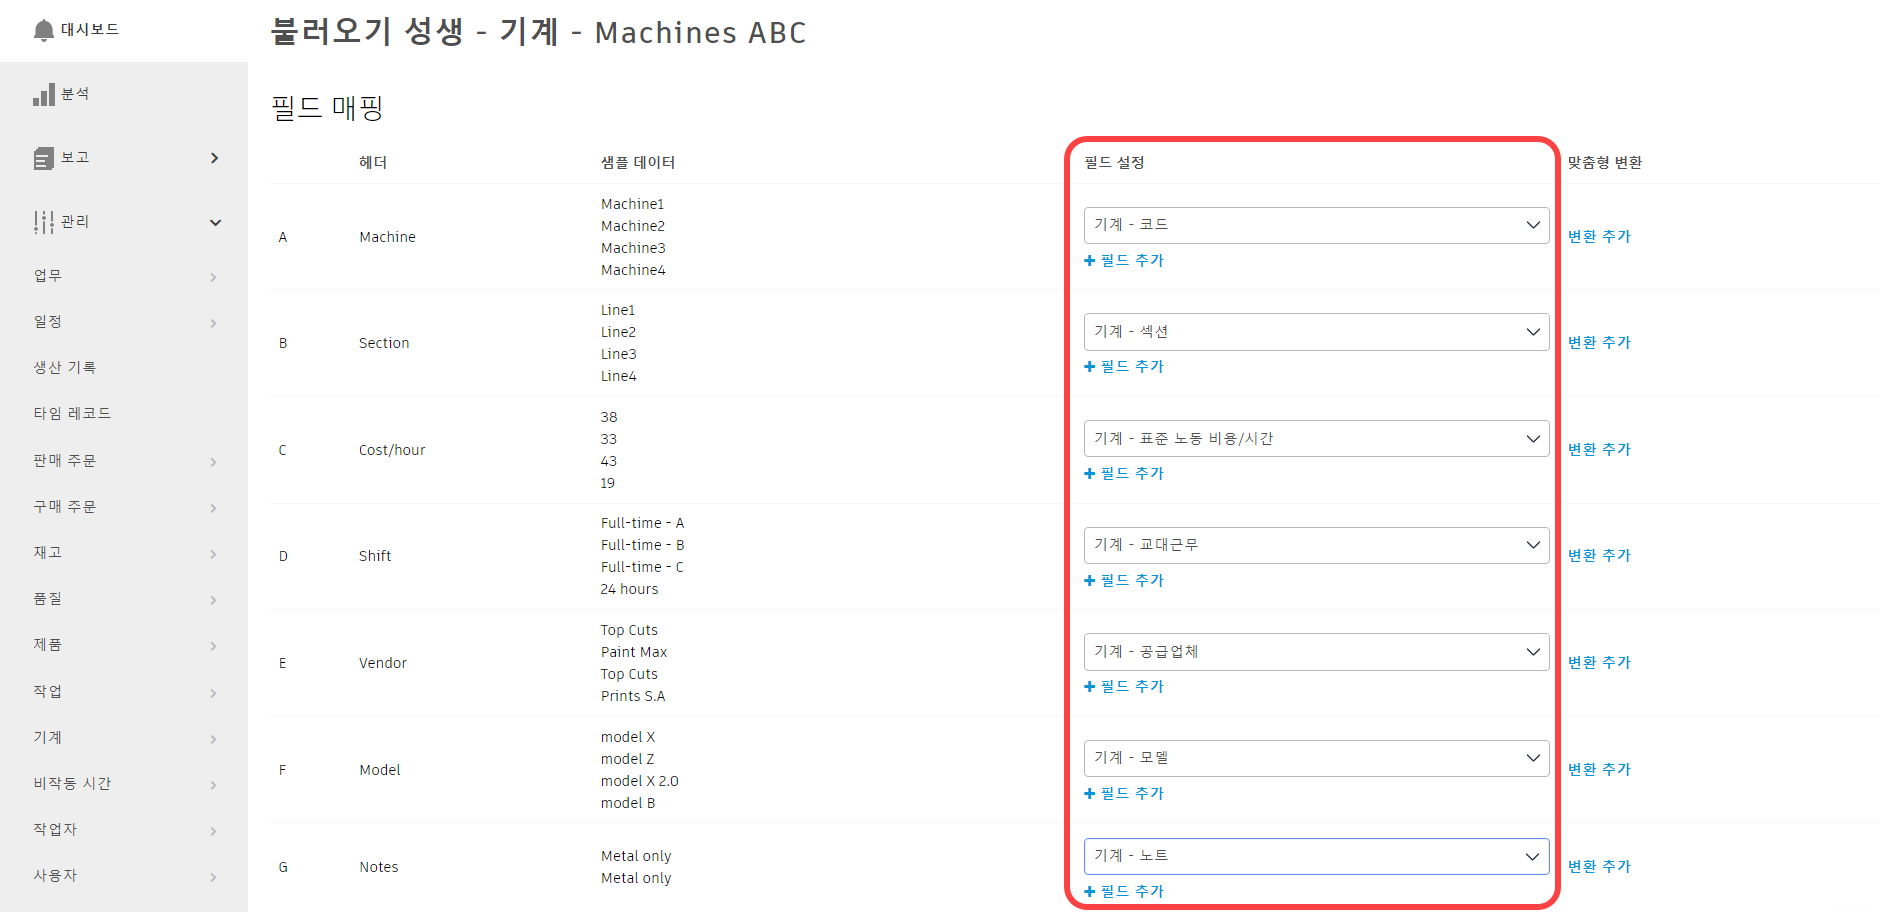 대시보드
분석
보고
관리
업무
일정
생산 기록
타임 레코드
판매 주문
구매 주문
재고
품질
제품
작업
기계
비작동 시간
작업자
사용자
불러오기 성생 - 기계 - Machines ABC
필드 매핑
헤더 샘플 데이터 필드 설정 맞춤형 변환
A Machine
Machine1
Machine2
Machine3
Machine4
기계 - 코드
+ 필드 추가
변환 추가
B Section
Line1
Line2
Line3
Line4
기계 - 섹션
+ 필드 추가
변환 추가
C Cost/hour
38
33
43
19
기계 - 표준 노동 비용/시간
+ 필드 추가
변환 추가
D Shift
Full-time - A
Full-time - B
Full-time - C
24 hours
기계 - 교대근무
+ 필드 추가
변환 추가
E Vendor
Top Cuts
Paint Max
Top Cuts
Prints S.A
기계 - 공급업체
+ 필드 추가
변환 추가
F Model
model X
model Z
model X 2.0
model B
기계 - 모델
+ 필드 추가
변환 추가
G Notes
Metal only
Metal only
기계 - 노트
+ 필드 추가
변환 추가